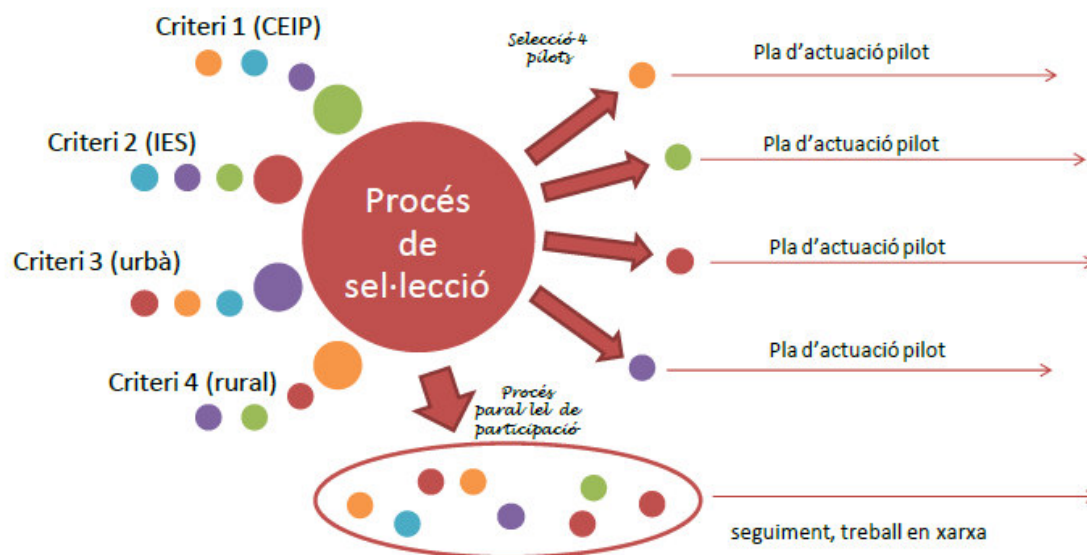 Criteri 1 (CEIP)
Criteri 2 (IES)
Criteri 3 (urbà)
Criteri 4 (rural)
Procés
de
sel·lecció
Selecció 4
pilots
Pla d’actuació pilot
Pla d’actuació pilot
Pla d’actuació pilot
Pla d’actuació pilot
Procés
paral lel de
participació
seguiment, treball en xarxa